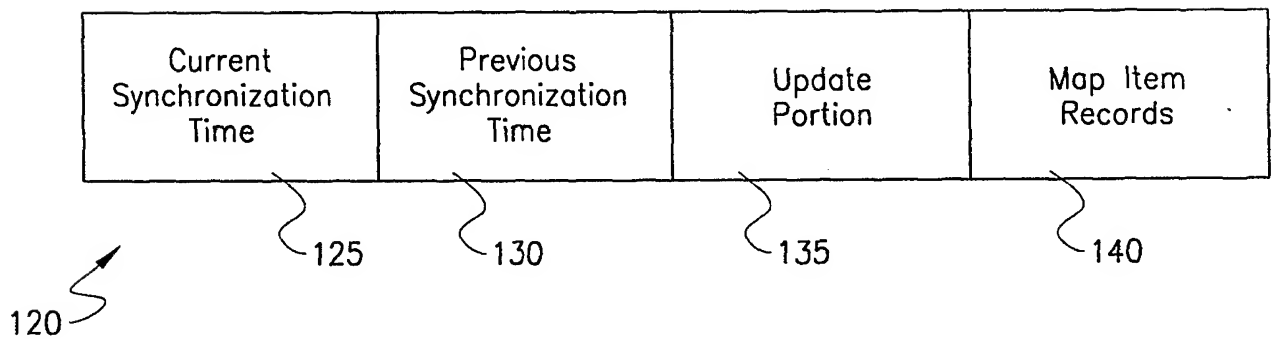 Current
Synchronization
Time
Previous
Synchronization
Time
Update
Portion
Map Item
Records
125
130
135
140
120